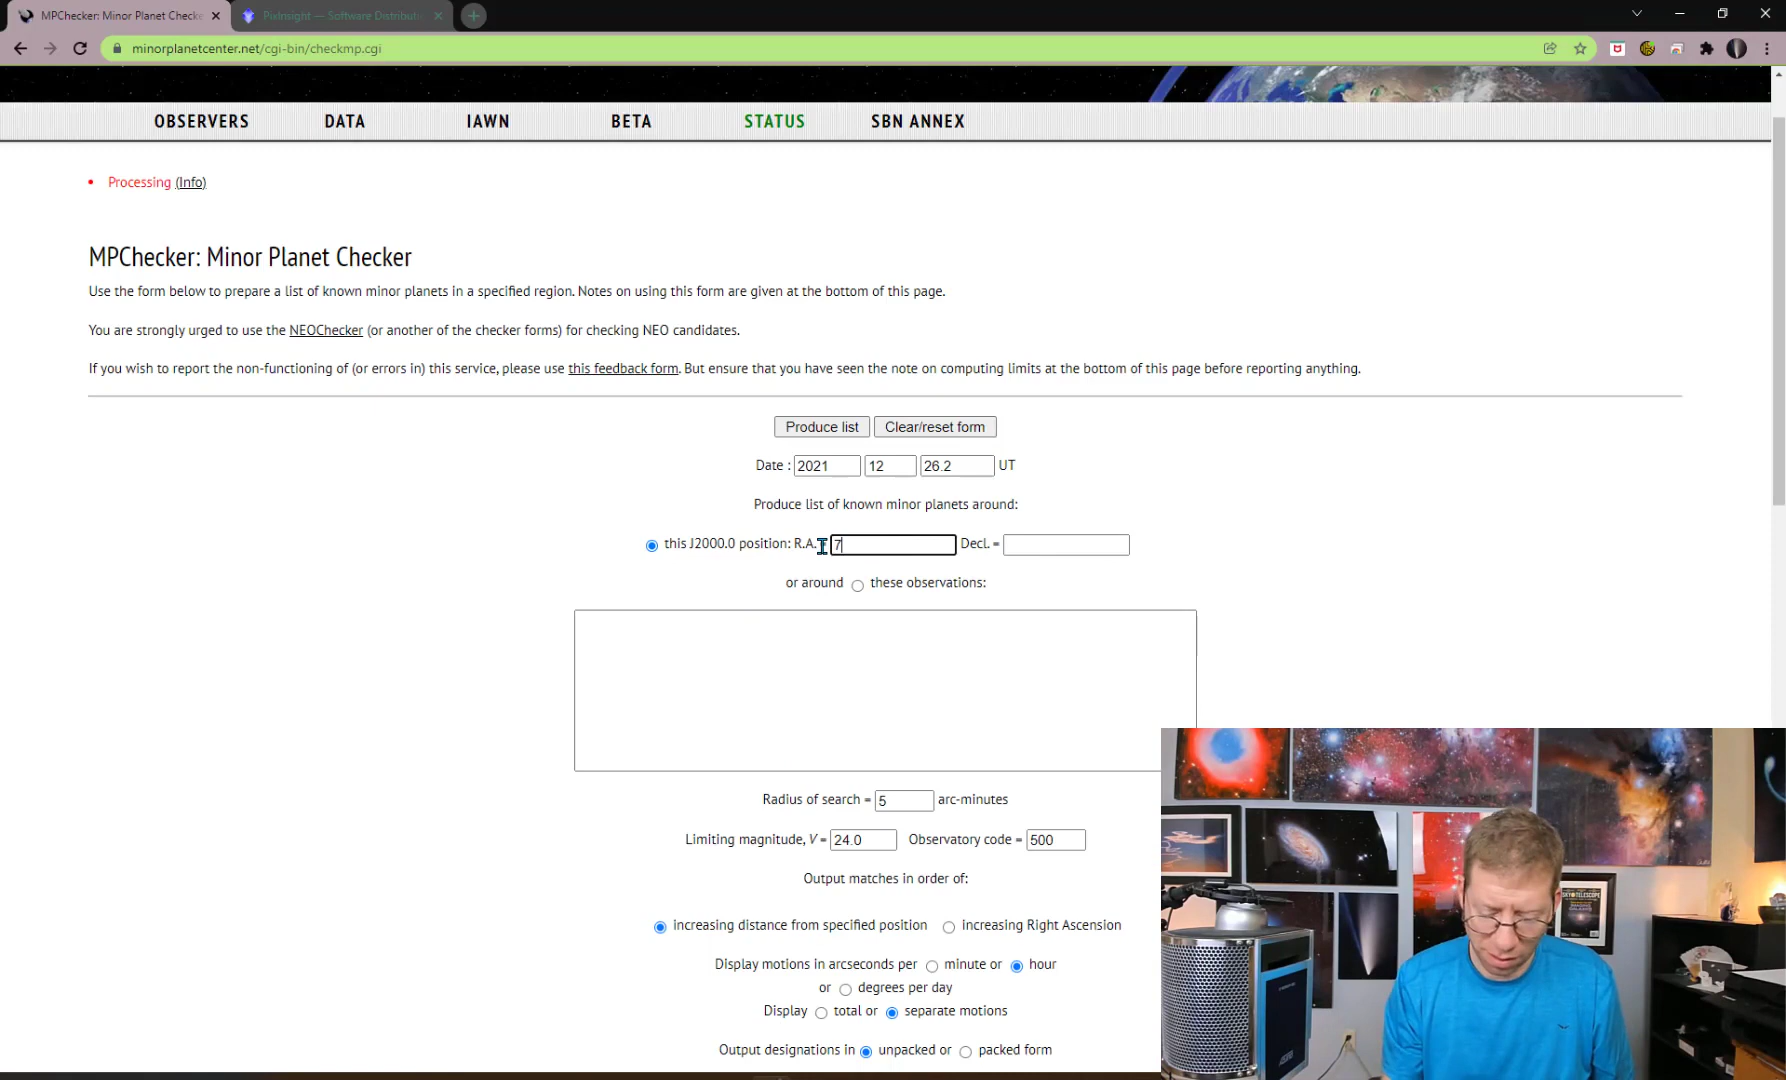 MPChecker: Minor Planet Checke
PixInsight — Software Distributi
minorplanetcenter.net/cgi-bin/checkmp.cgi
OBSERVERS DATA IAWN BETA STATUS SBN ANNEX
• Processing (Info)
MPChecker: Minor Planet Checker
Use the form below to prepare a list of known minor planets in a specified region. Notes on using this form are given at the bottom of this page.
You are strongly urged to use the NEOChecker (or another of the checker forms) for checking NEO candidates.
If you wish to report the non-functioning of (or errors in) this service, please use this feedback form. But ensure that you have seen the note on computing limits at the bottom of this page before reporting anything.
Produce list Clear/reset form
Date : 2021 12 26.2 UT
Produce list of known minor planets around:
this J2000.0 position: R.A. 7 Decl. =
or around these observations:
Radius of search = 5 arc-minutes
Limiting magnitude, V = 24.0 Observatory code = 500
Output matches in order of:
increasing distance from specified position increasing Right Ascension
Display motions in arcseconds per minute or hour
or degrees per day
Display total or separate motions
Output designations in unpacked or packed form